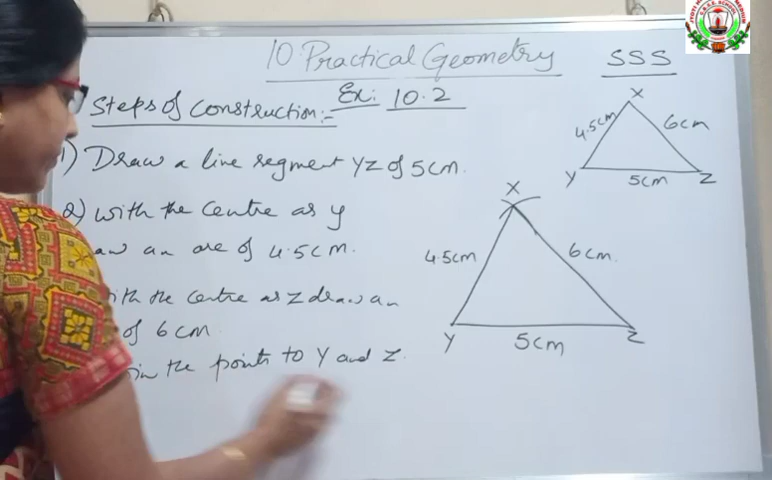 10 Practical Geometry SSS
Ex: 10.2
Steps of Construction:-
1) Draw a line segment YZ of 5cm.
2) With the Centre as y
an arc of 4.5cm.
the Centre as Z draw an
of 6 cm
the points to Y and Z.
X
4.5cm
6cm
Y
5cm
Z
X
4.5cm
6cm.
Y
5cm
Z